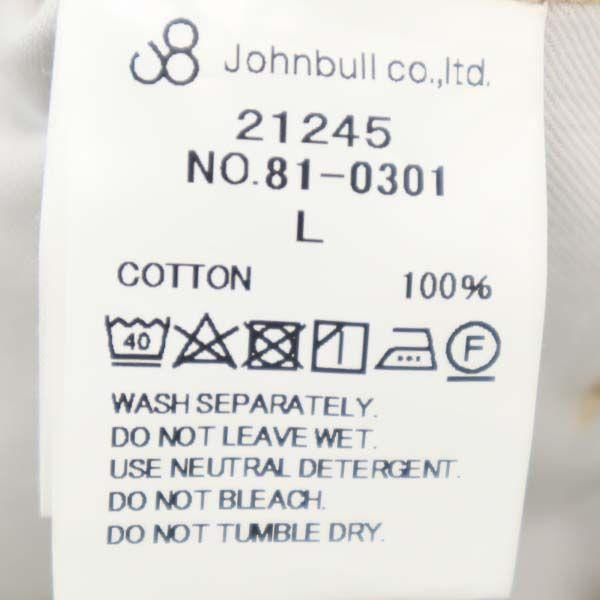 Johnbull co.,ltd.
21245
NO.81-0301
L
COTTON 100%
40 F
WASH SEPARATELY.
DO NOT LEAVE WET.
USE NEUTRAL DETERGENT.
DO NOT BLEACH.
DO NOT TUMBLE DRY.